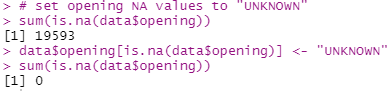 > # set opening NA values to "UNKNOWN"
> sum(is.na(data$opening))
[1] 19593
> data$opening[is.na(data$opening)] <- "UNKNOWN"
> sum(is.na(data$opening))
[1] 0